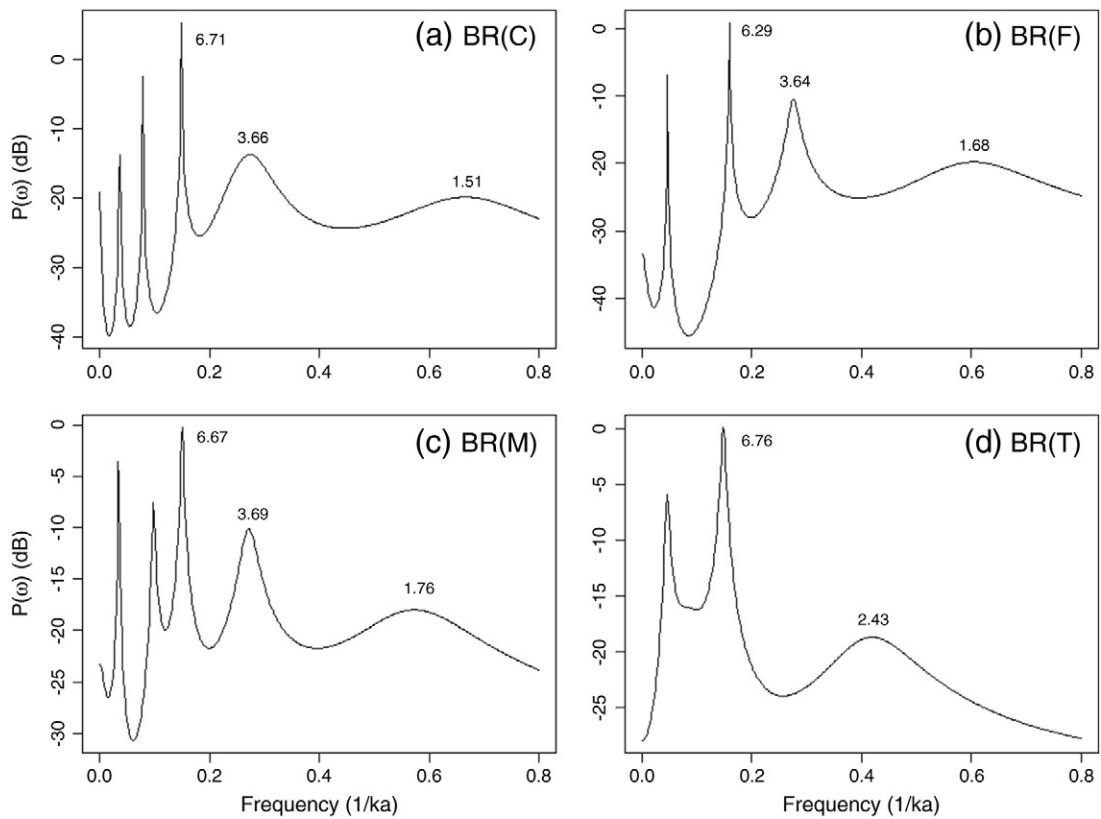 (a) BR(C)
6.71
3.66
1.51
P(ω) (dB)
0
-10
-20
-30
-40
0.0 0.2 0.4 0.6 0.8
(b) BR(F)
6.29
3.64
1.68
0
-10
-20
-30
-40
0.0 0.2 0.4 0.6 0.8
(c) BR(M)
6.67
3.69
1.76
P(ω) (dB)
0
-5
-10
-15
-20
-25
-30
0.0 0.2 0.4 0.6 0.8
Frequency (1/ka)
(d) BR(T)
6.76
2.43
0
-5
-10
-15
-20
-25
0.0 0.2 0.4 0.6 0.8
Frequency (1/ka)